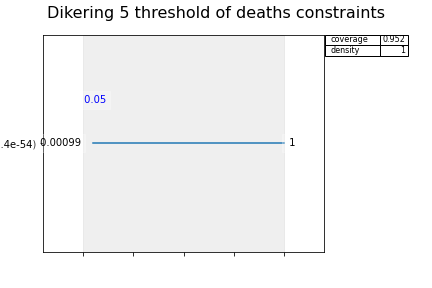 Dikering 5 threshold of deaths constraints
coverage 0.952
density 1
0.05
.4e-54) 0.00099 1